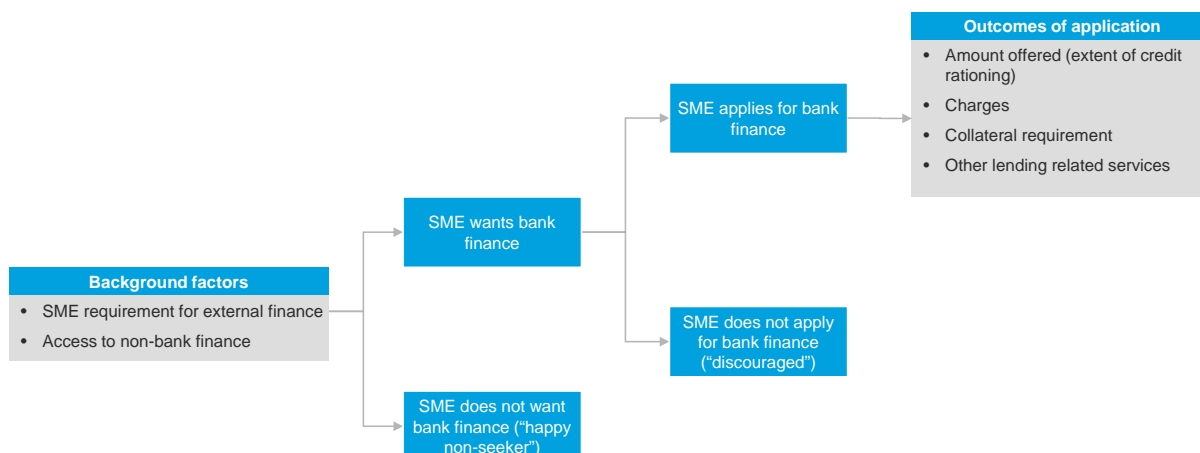 Background factors
• SME requirement for external finance
• Access to non-bank finance
SME wants bank
finance
SME does not want
bank finance (“happy
non-seeker”)
SME applies for bank
finance
SME does not apply
for bank finance
(“discouraged”)
Outcomes of application
• Amount offered (extent of credit
rationing)
• Charges
• Collateral requirement
• Other lending related services